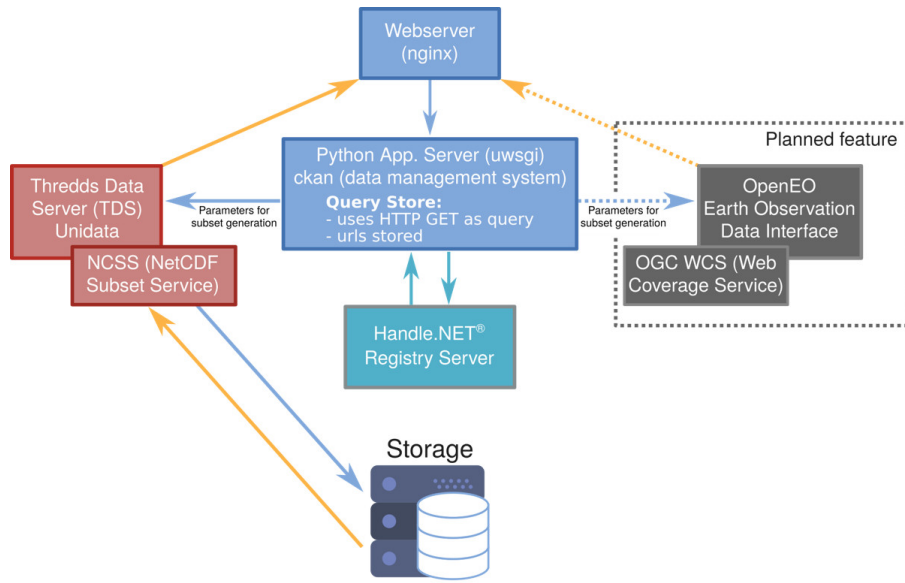 Webserver
(nginx)
Planned feature
Python App. Server (uwsgi)
ckan (data management system)
Query Store:
- uses HTTP GET as query
- urls stored
Thredds Data
Server (TDS)
Unidata
NCSS (NetCDF
Subset Service)
Parameters for
subset generation
Parameters for
subset generation
OpenEO
Earth Observation
Data Interface
OGC WCS (Web
Coverage Service)
Handle.NET®
Registry Server
Storage